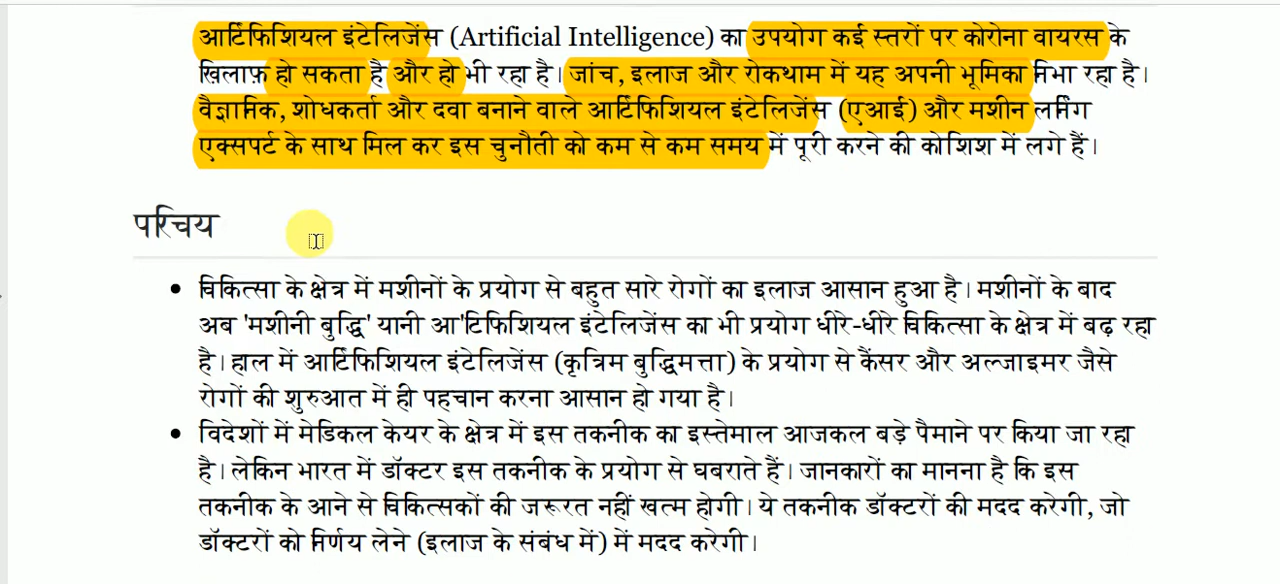 आर्टिफिशियल इंटेलिजेंस (Artificial Intelligence) का उपयोग कई स्तरों पर कोरोना वायरस के
खिलाफ़ हो सकता है और हो भी रहा है। जांच, इलाज और रोकथाम में यह अपनी भूमिका निभा रहा है।
वैज्ञानिक, शोधकर्ता और दवा बनाने वाले आर्टिफिशियल इंटेलिजेंस (एआई) और मशीन लर्निंग
एक्सपर्ट के साथ मिल कर इस चुनौती को कम से कम समय में पूरी करने की कोशिश में लगे हैं।
परिचय
• चिकित्सा के क्षेत्र में मशीनों के प्रयोग से बहुत सारे रोगों का इलाज आसान हुआ है। मशीनों के बाद
अब 'मशीनी बुद्धि' यानी आ'टिफिशियल इंटेलिजेंस का भी प्रयोग धीरे-धीरे चिकित्सा के क्षेत्र में बढ़ रहा
है। हाल में आर्टिफिशियल इंटेलिजेंस (कृत्रिम बुद्धिमत्ता) के प्रयोग से कैंसर और अल्जाइमर जैसे
रोगों की शुरुआत में ही पहचान करना आसान हो गया है।
• विदेशों में मेडिकल केयर के क्षेत्र में इस तकनीक का इस्तेमाल आजकल बड़े पैमाने पर किया जा रहा
है। लेकिन भारत में डॉक्टर इस तकनीक के प्रयोग से घबराते हैं। जानकारों का मानना है कि इस
तकनीक के आने से चिकित्सकों की जरूरत नहीं खत्म होगी। ये तकनीक डॉक्टरों की मदद करेगी, जो
डॉक्टरों को निर्णय लेने (इलाज के संबंध में) में मदद करेगी।